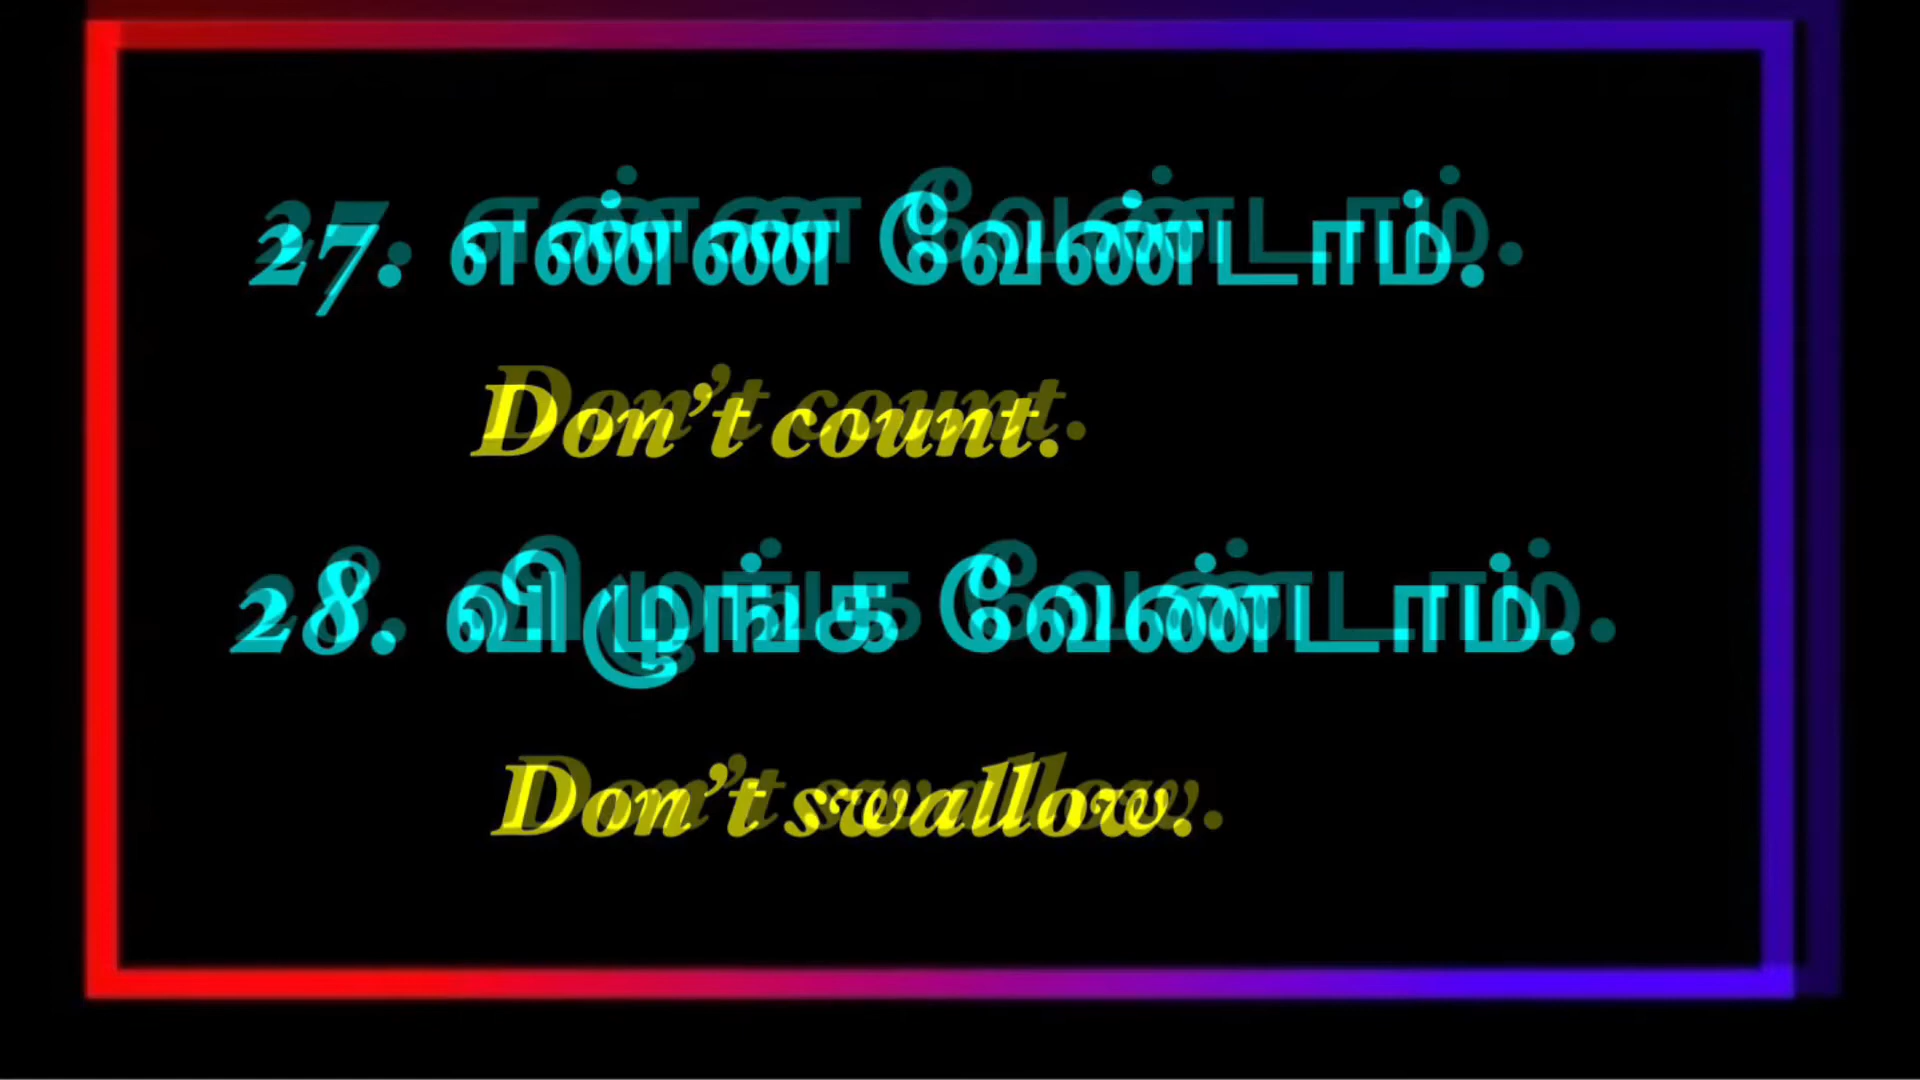 27. எண்ண வேண்டாம்.
Don’t count.
28. விழுங்க வேண்டாம்.
Don’t swallow.